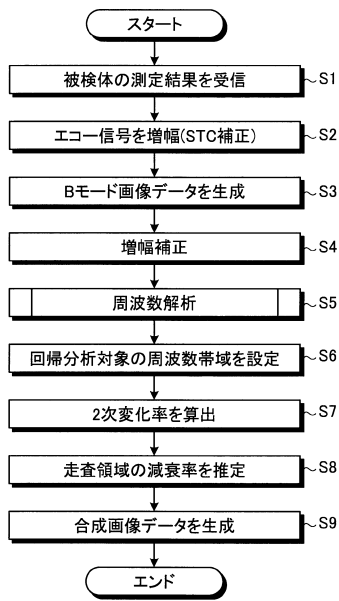 スタート
被検体の測定結果を受信 S1
エコー信号を増幅(STC補正) S2
Bモード画像データを生成 S3
増幅補正 S4
周波数解析 S5
回帰分析対象の周波数帯域を設定 S6
2次変化率を算出 S7
走査領域の減衰率を推定 S8
合成画像データを生成 S9
エンド